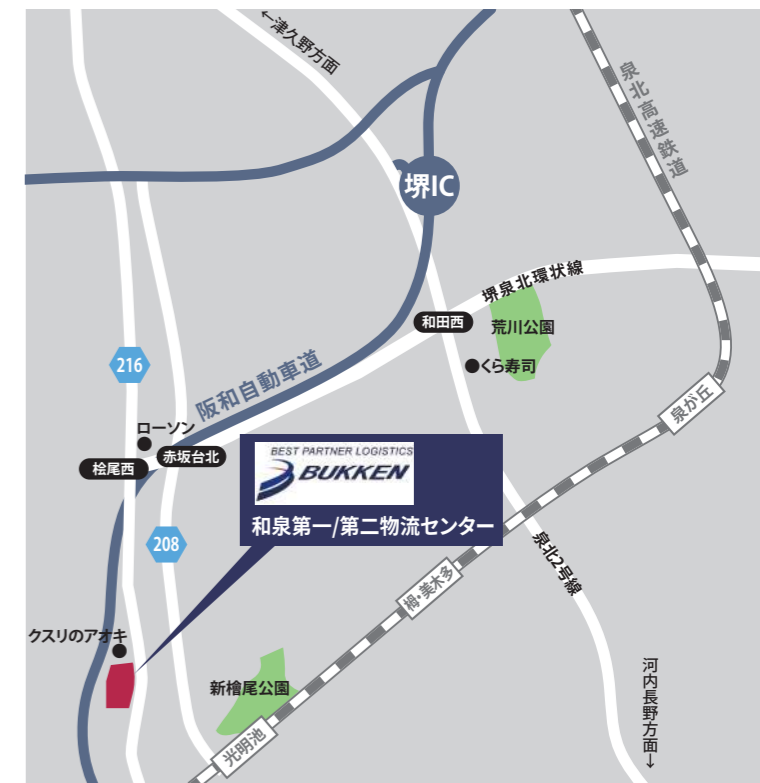 ←津久野方面
泉北高速鉄道
堺IC
堺泉北環状線
和田西
荒川公園
くら寿司
216
阪和自動車道
泉が丘
ローソン
赤坂台北
桧尾西
BEST PARTNER LOGISTICS
BUKKEN
和泉第一/第二物流センター
208
泉北2号線
栂・美木多
クスリのアオキ
新檜尾公園
河内長野方面→
光明池